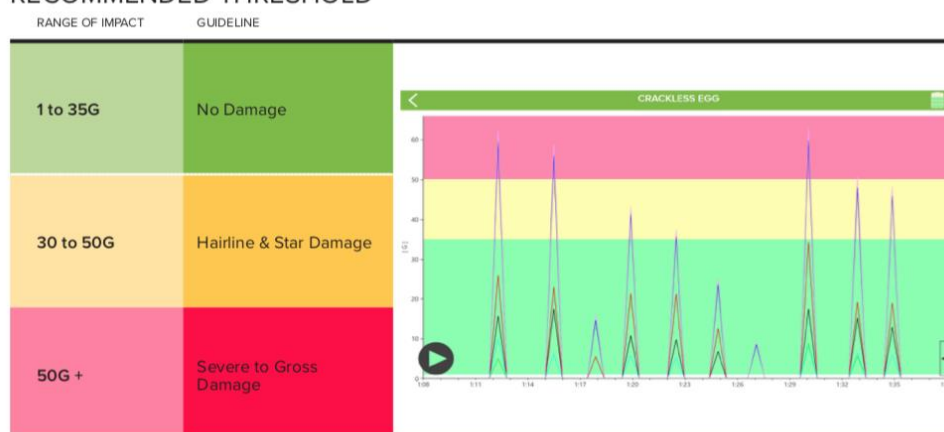 RECOMMENDED THRESHOLD
RANGE OF IMPACT
GUIDELINE
1 to 35G
No Damage
30 to 50G
Hairline & Star Damage
50G +
Severe to Gross
Damage
CRACKLESS EGG
[G]
60
50
40
30
20
10
0
1:08
1:11
1:14
1:17
1:20
1:23
1:26
1:29
1:32
1:35